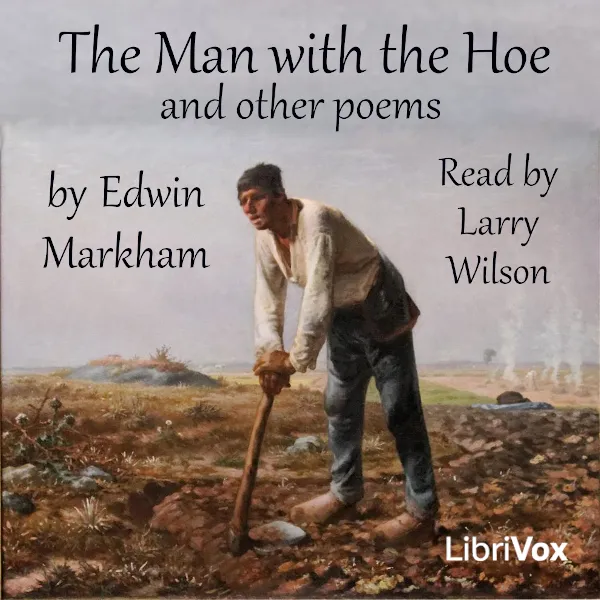 The Man with the Hoe
and other poems
by Edwin
Markham
Read by
Larry
Wilson
LibriVox